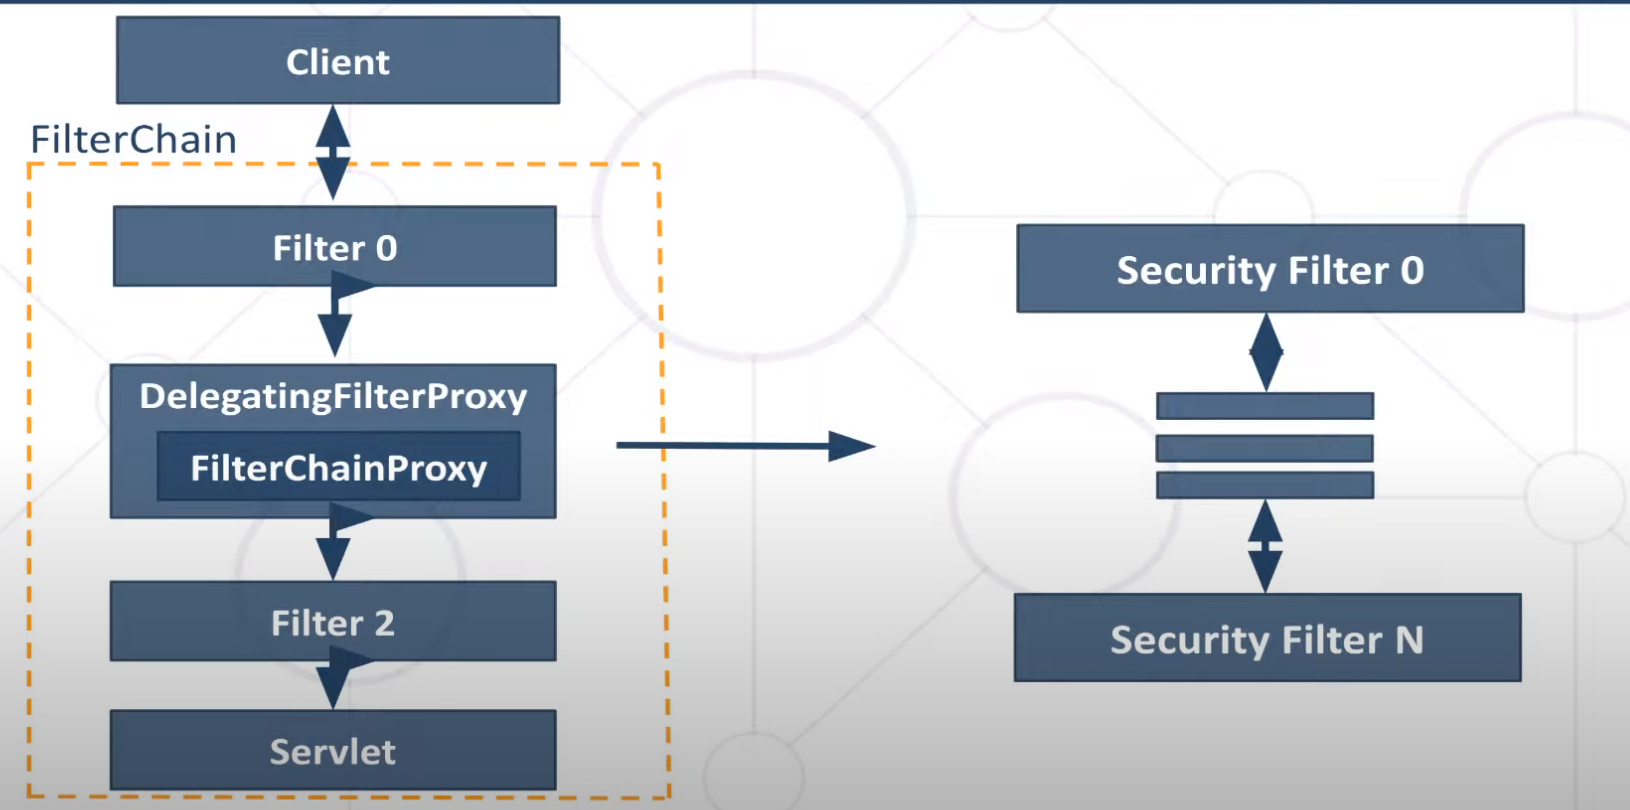 Client
FilterChain
Filter 0
DelegatingFilterProxy
FilterChainProxy
Filter 2
Servlet
Security Filter 0
Security Filter N